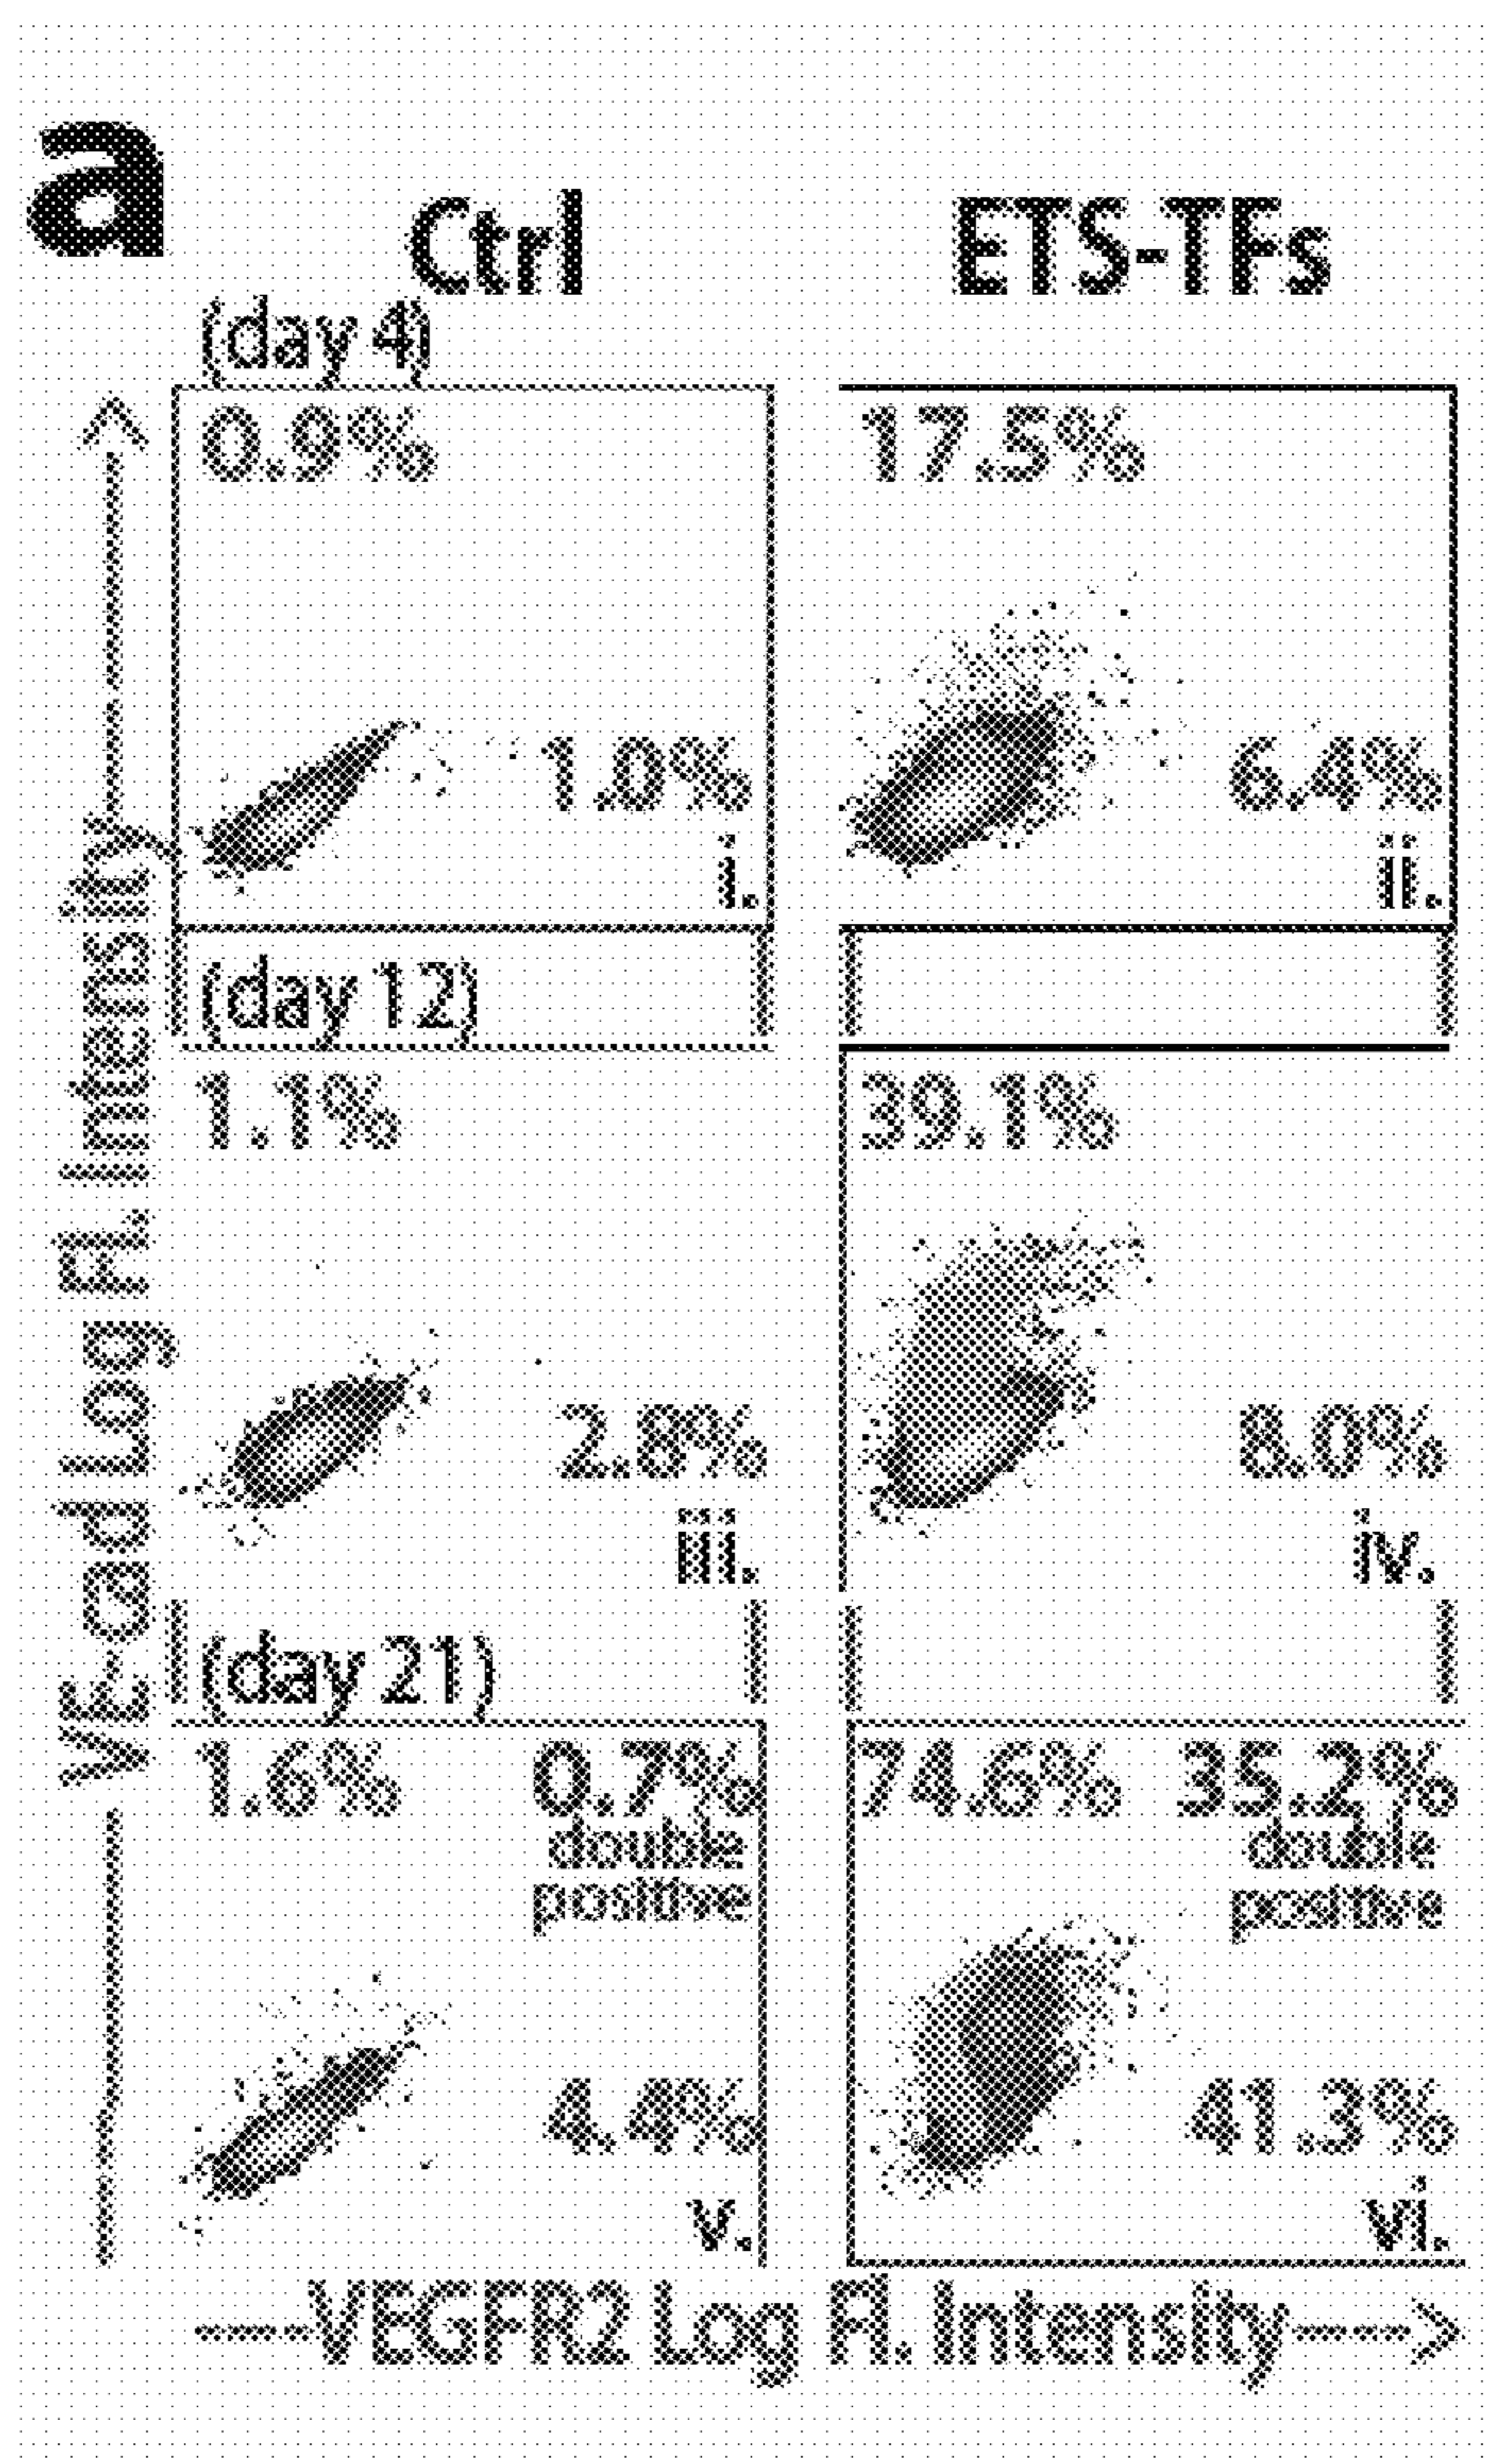 a
Ctrl ETS-TFs
(day 4)
0.9% 17.5%
1.0% 6.4%
i. ii.
(day 12)
1.1% 39.1%
2.8% 8.0%
iii. iv.
(day 21)
1.6% 0.7% 74.6% 35.2%
double double
positive positive
4.4% 41.3%
v. vi.
VE-cad Log Fl. Intensity
VEGFR2 Log Fl. Intensity